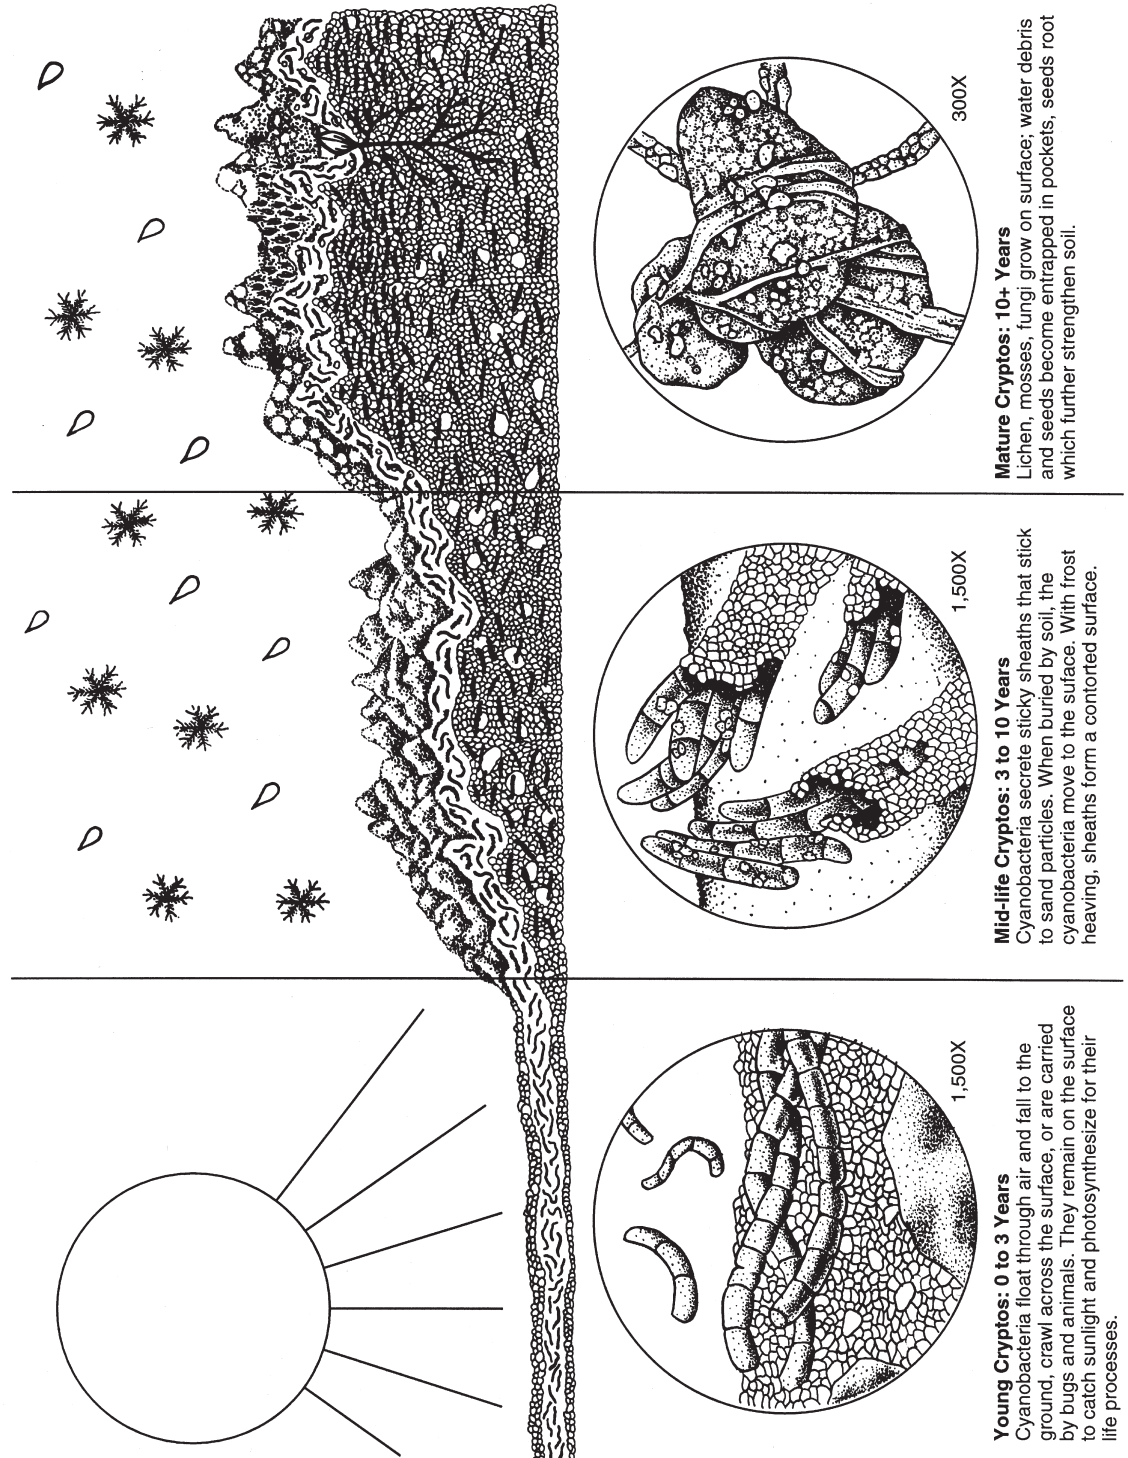 1,500X
Young Cryptos: 0 to 3 Years
Cyanobacteria float through air and fall to the
ground, crawl across the surface, or are carried
by bugs and animals. They remain on the surface
to catch sunlight and photosynthesize for their
life processes.
1,500X
Mid-life Cryptos: 3 to 10 Years
Cyanobacteria secrete sticky sheaths that stick
to sand particles. When buried by soil, the
cyanobacteria move to the suface. With frost
heaving, sheaths form a contorted surface.
300X
Mature Cryptos: 10+ Years
Lichen, mosses, fungi grow on surface; water debris
and seeds become entrapped in pockets, seeds root
which further strengthen soil.